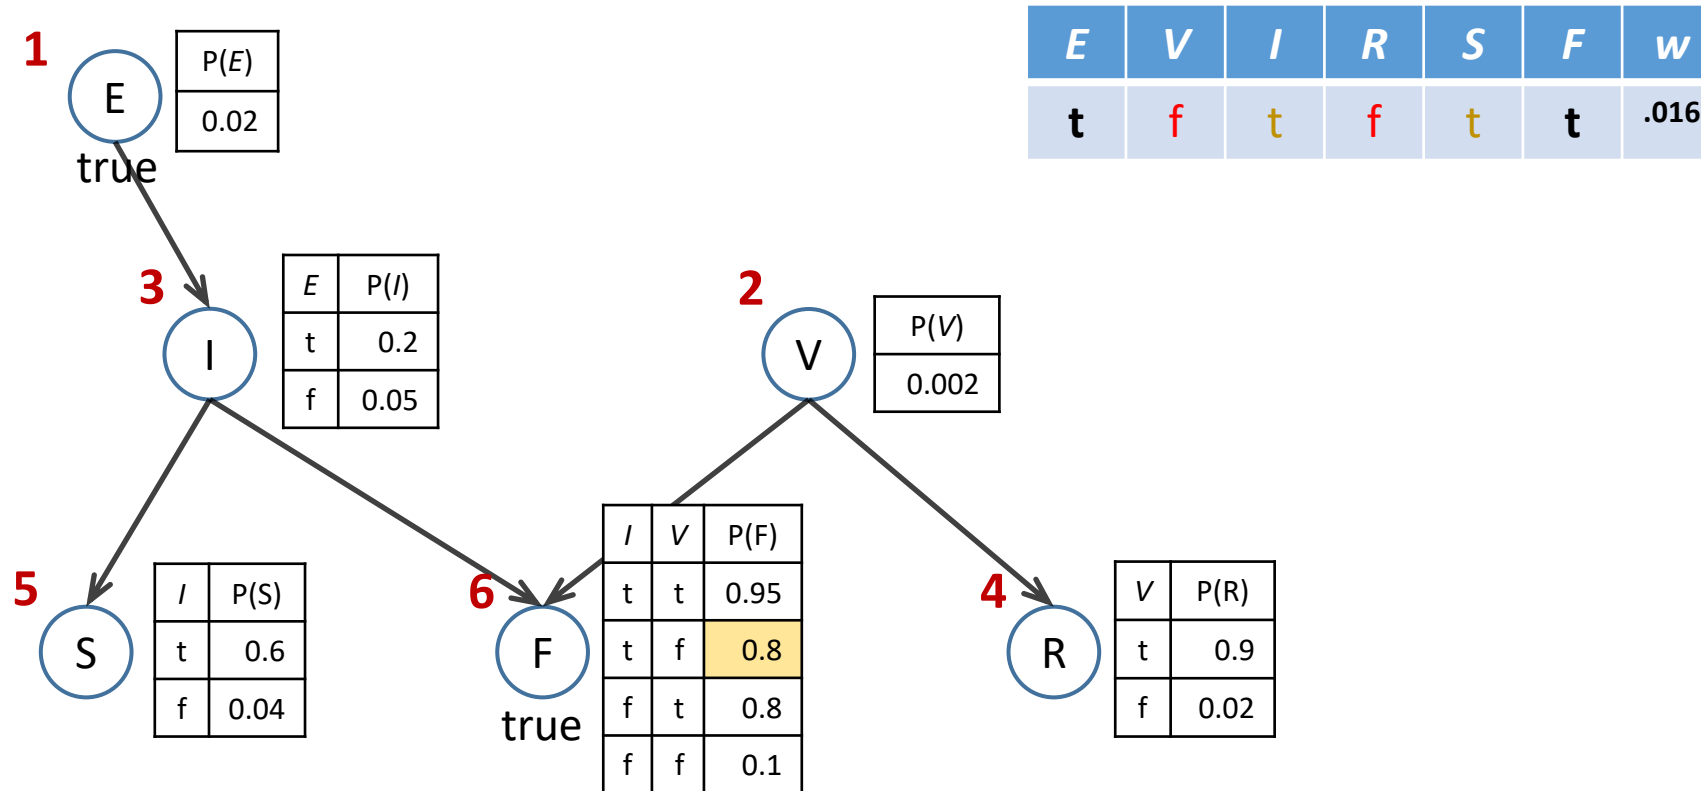 E V I R S F w
t f t f t t .016
1
E
true
P(E)
0.02
3
I
E P(I)
t 0.2
f 0.05
2
V
P(V)
0.002
5
S
I P(S)
t 0.6
f 0.04
6
F
true
I V P(F)
t t 0.95
t f 0.8
f t 0.8
f f 0.1
4
R
V P(R)
t 0.9
f 0.02